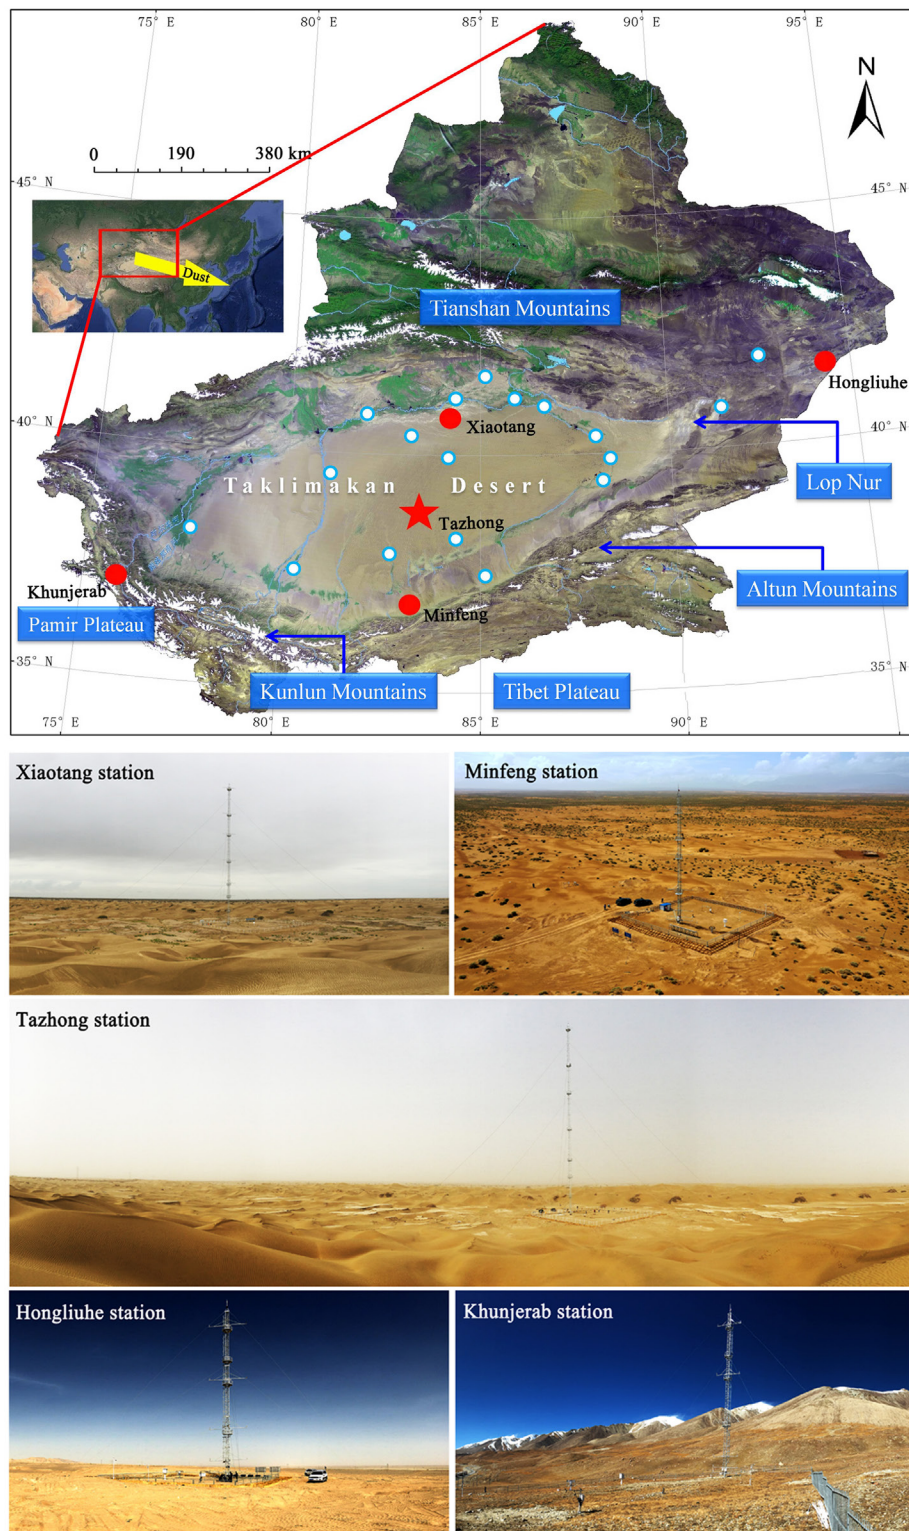 75° E
80° E
85° E
90° E
95° E
N
0
190
380 km
45° N
45° N
Dust
Tianshan Mountains
Hongliuhe
40° N
Xiaotang
40° N
Taklimakan Desert
Lop Nur
Tazhong
Khunjerab
Altun Mountains
Minfeng
Pamir Plateau
35° N
35° N
Kunlun Mountains
Tibet Plateau
75° E
80° E
85° E
90° E
Xiaotang station
Minfeng station
Tazhong station
Hongliuhe station
Khunjerab station